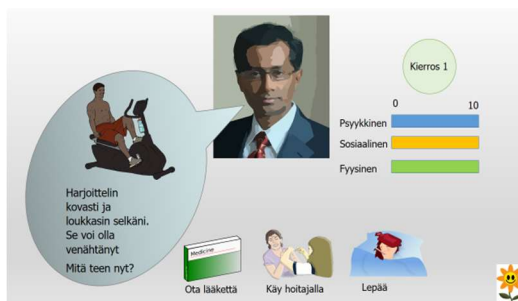 Kierros 1
0 10
Psyykkinen
Sosiaalinen
Fyysinen
Harjoittelin
kovasti ja
loukkasin selkäni.
Se voi olla
venähtänyt
Mitä teen nyt?
Medicine
Ota lääkettä
Käy hoitajalla
Lepää